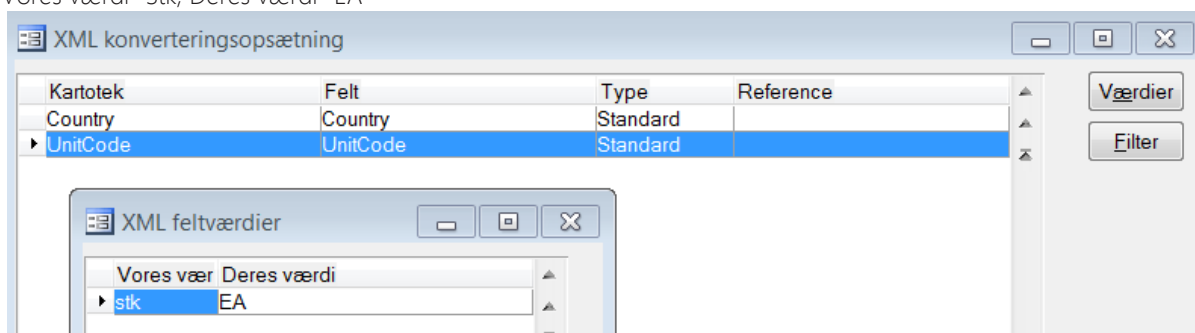 Vores værdi "Stk, Deres værdi "EA"
XML konverteringsopsætning
Kartotek Felt Type Reference
Country Country Standard
UnitCode UnitCode Standard
Værdier
Filter
XML feltværdier
Vores vær Deres værdi
stk EA